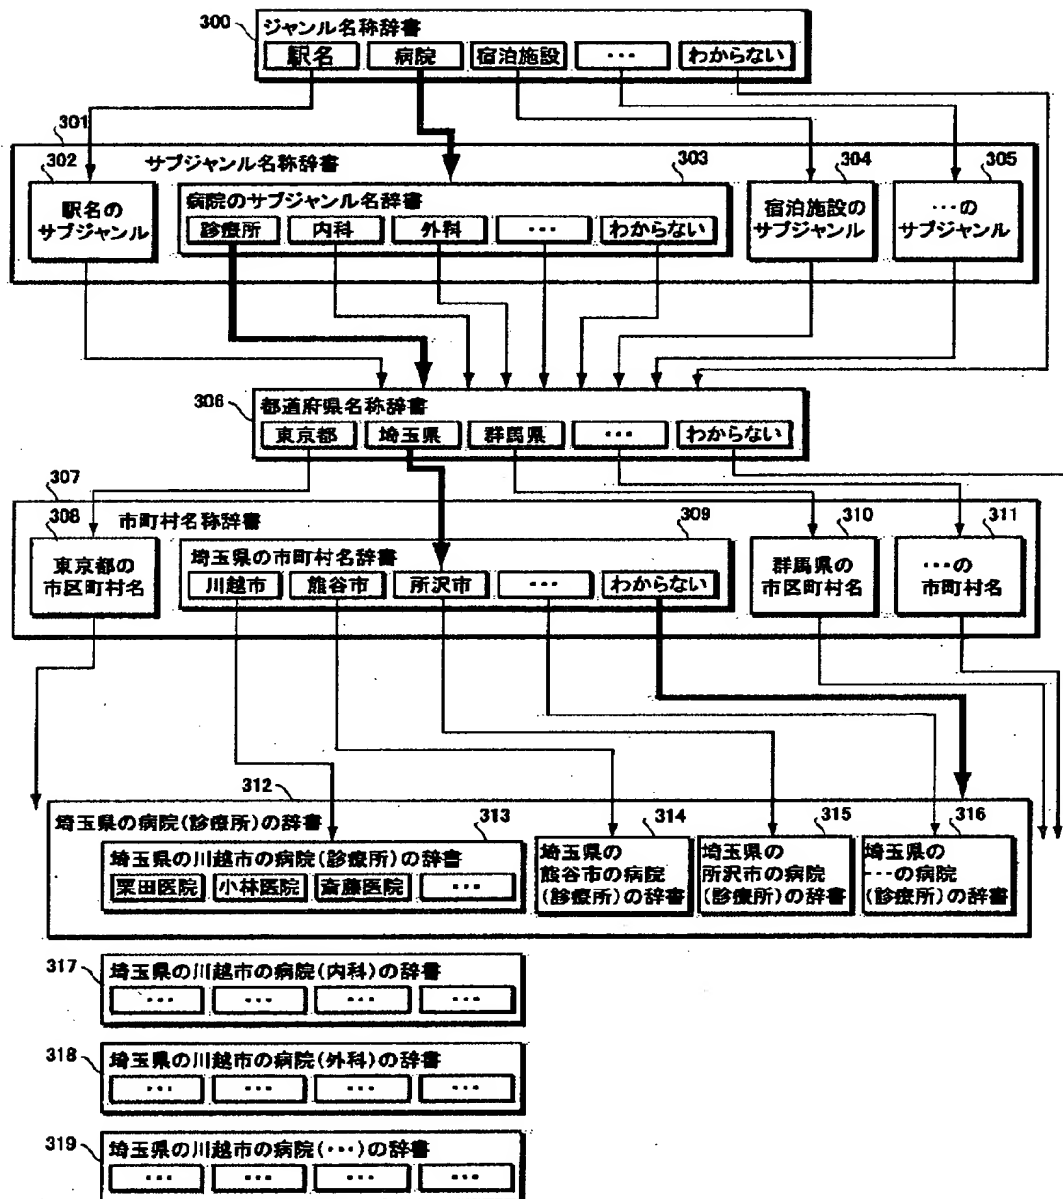 300
ジャンル名称辞書
駅名
病院
宿泊施設
・・・
わからない
301
サブジャンル名称辞書
302
駅名の
サブジャンル
303
病院のサブジャンル名辞書
診療所
内科
外科
・・・
わからない
304
宿泊施設の
サブジャンル
305
・・・の
サブジャンル
306
都道府県名称辞書
東京都
埼玉県
群馬県
・・・
わからない
307
市町村名称辞書
308
東京都の
市区町村名
309
埼玉県の市町村名辞書
川越市
熊谷市
所沢市
・・・
わからない
310
群馬県の
市区町村名
311
・・・の
市町村名
312
埼玉県の病院(診療所)の辞書
313
埼玉県の川越市の病院(診療所)の辞書
栗田医院
小林医院
斎藤医院
・・・
314
埼玉県の
熊谷市の病院
(診療所)の辞書
315
埼玉県の
所沢市の病院
(診療所)の辞書
316
埼玉県の
・・・の病院
(診療所)の辞書
317
埼玉県の川越市の病院(内科)の辞書
・・・
・・・
・・・
・・・
318
埼玉県の川越市の病院(外科)の辞書
・・・
・・・
・・・
・・・
319
埼玉県の川越市の病院(・・・)の辞書
・・・
・・・
・・・
・・・